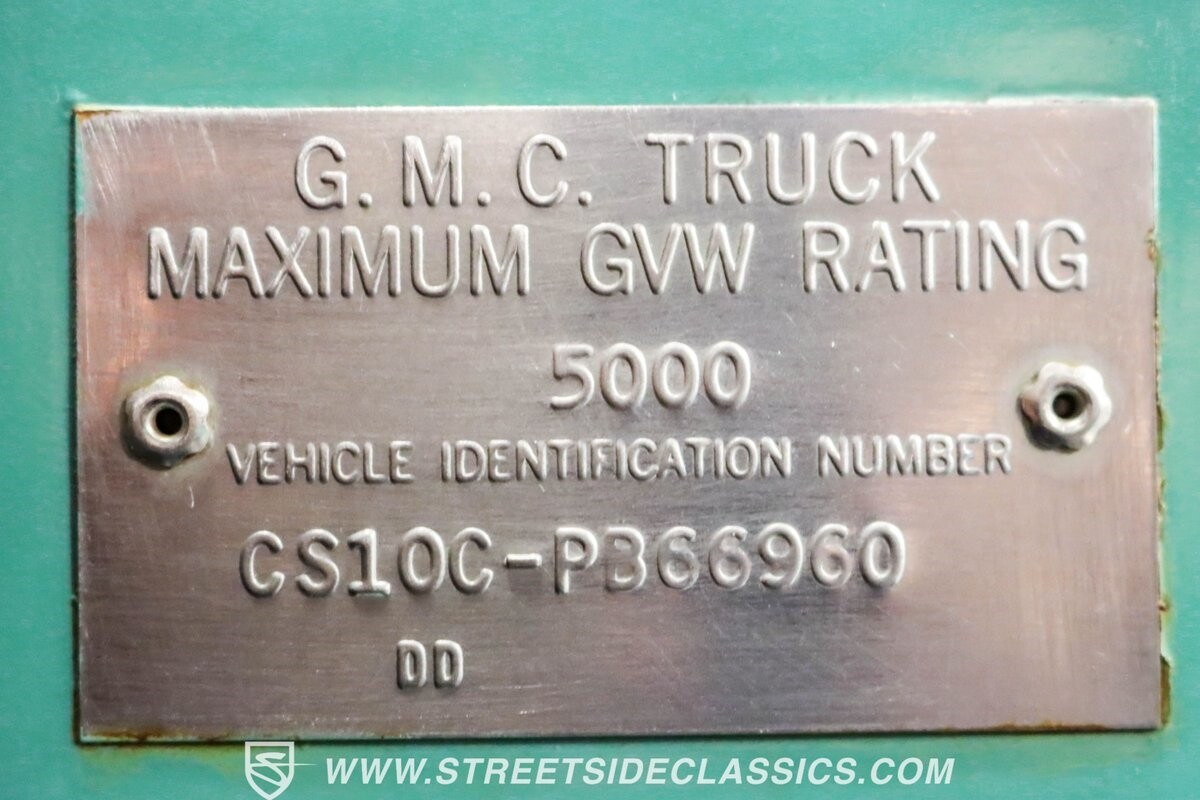 G. M. C. TRUCK
MAXIMUM GVW RATING
5000
VEHICLE IDENTIFICATION NUMBER
CS10C-PB66960
DD
WWW.STREETSIDECLASSICS.COM